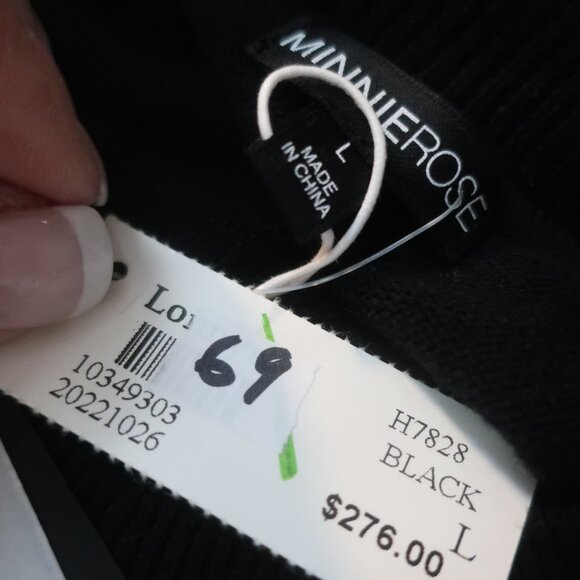 MINNIEROSE
L
MADE
IN CHINA
69
10349303
20221026
H7828
BLACK
$276.00
L